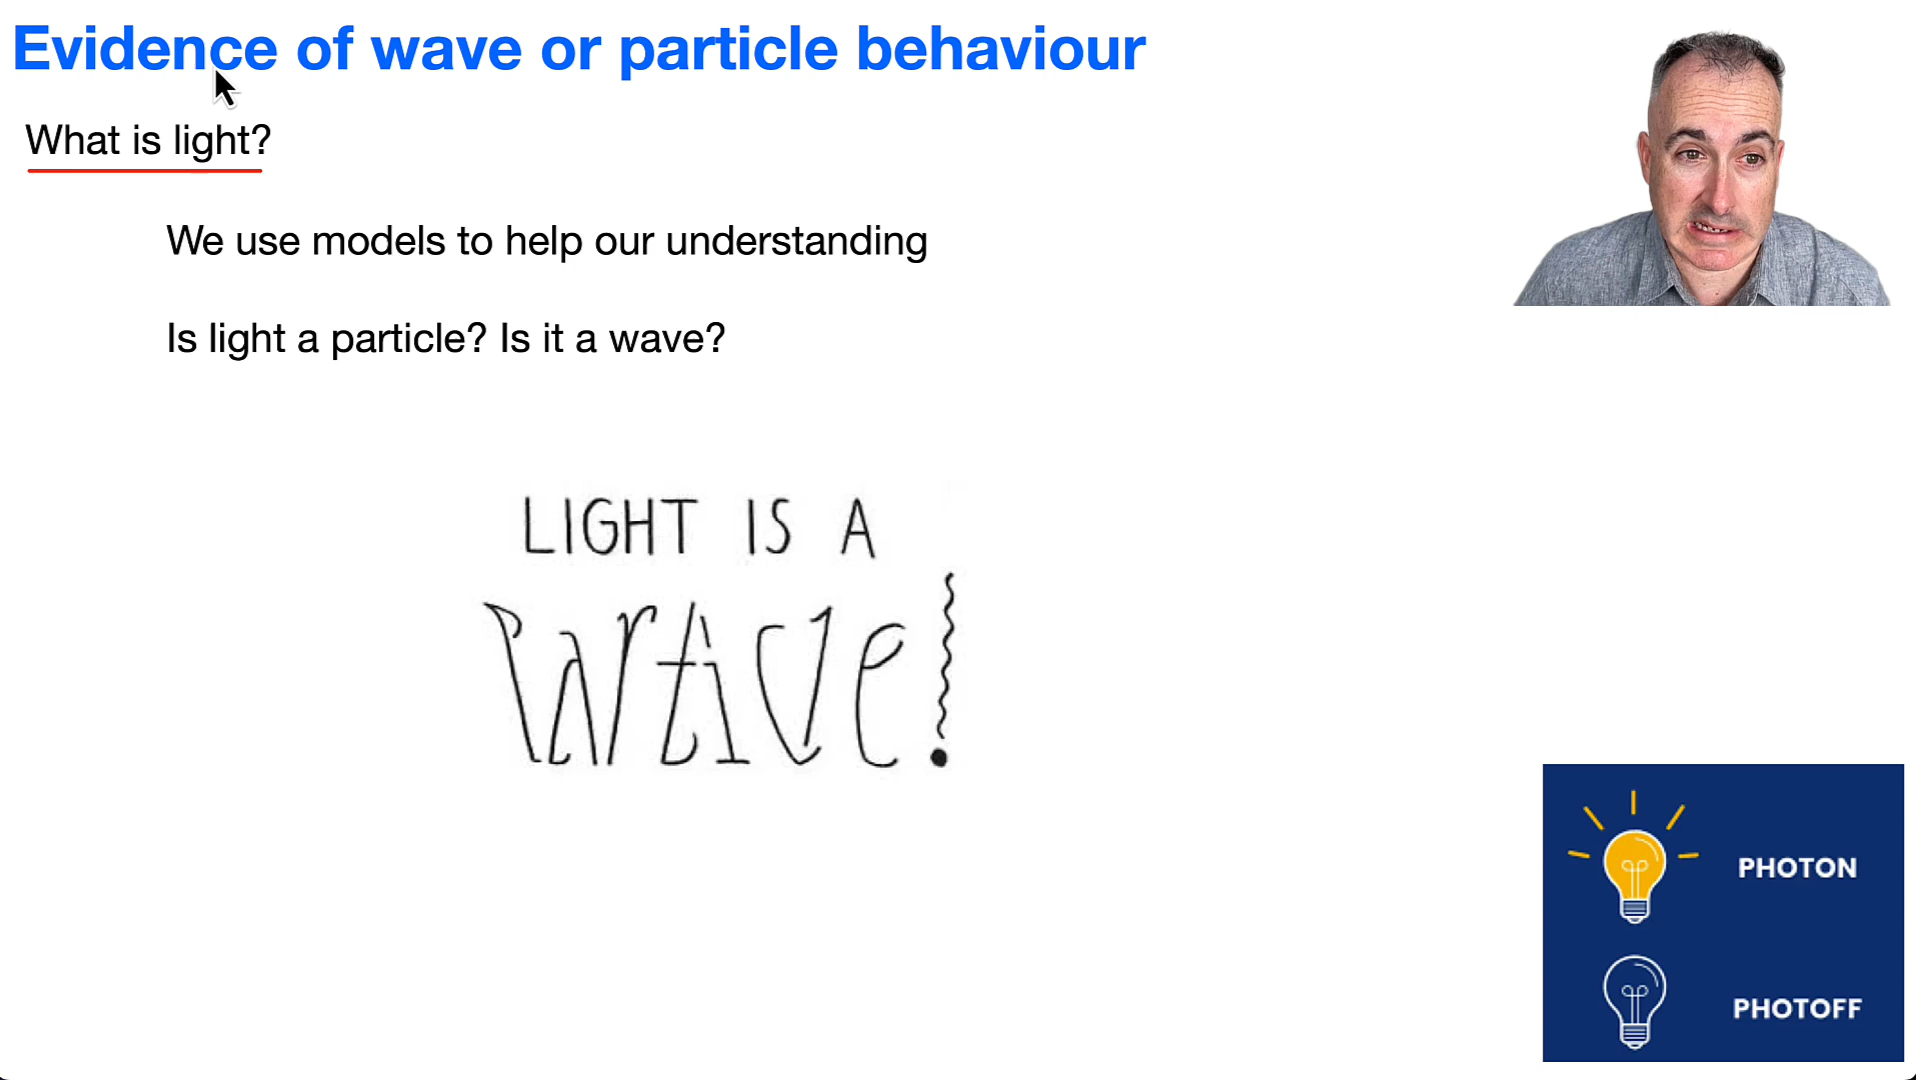 Evidence of wave or particle behaviour
What is light?
We use models to help our understanding
Is light a particle? Is it a wave?
LIGHT IS A
Particle!
PHOTON
PHOTOFF